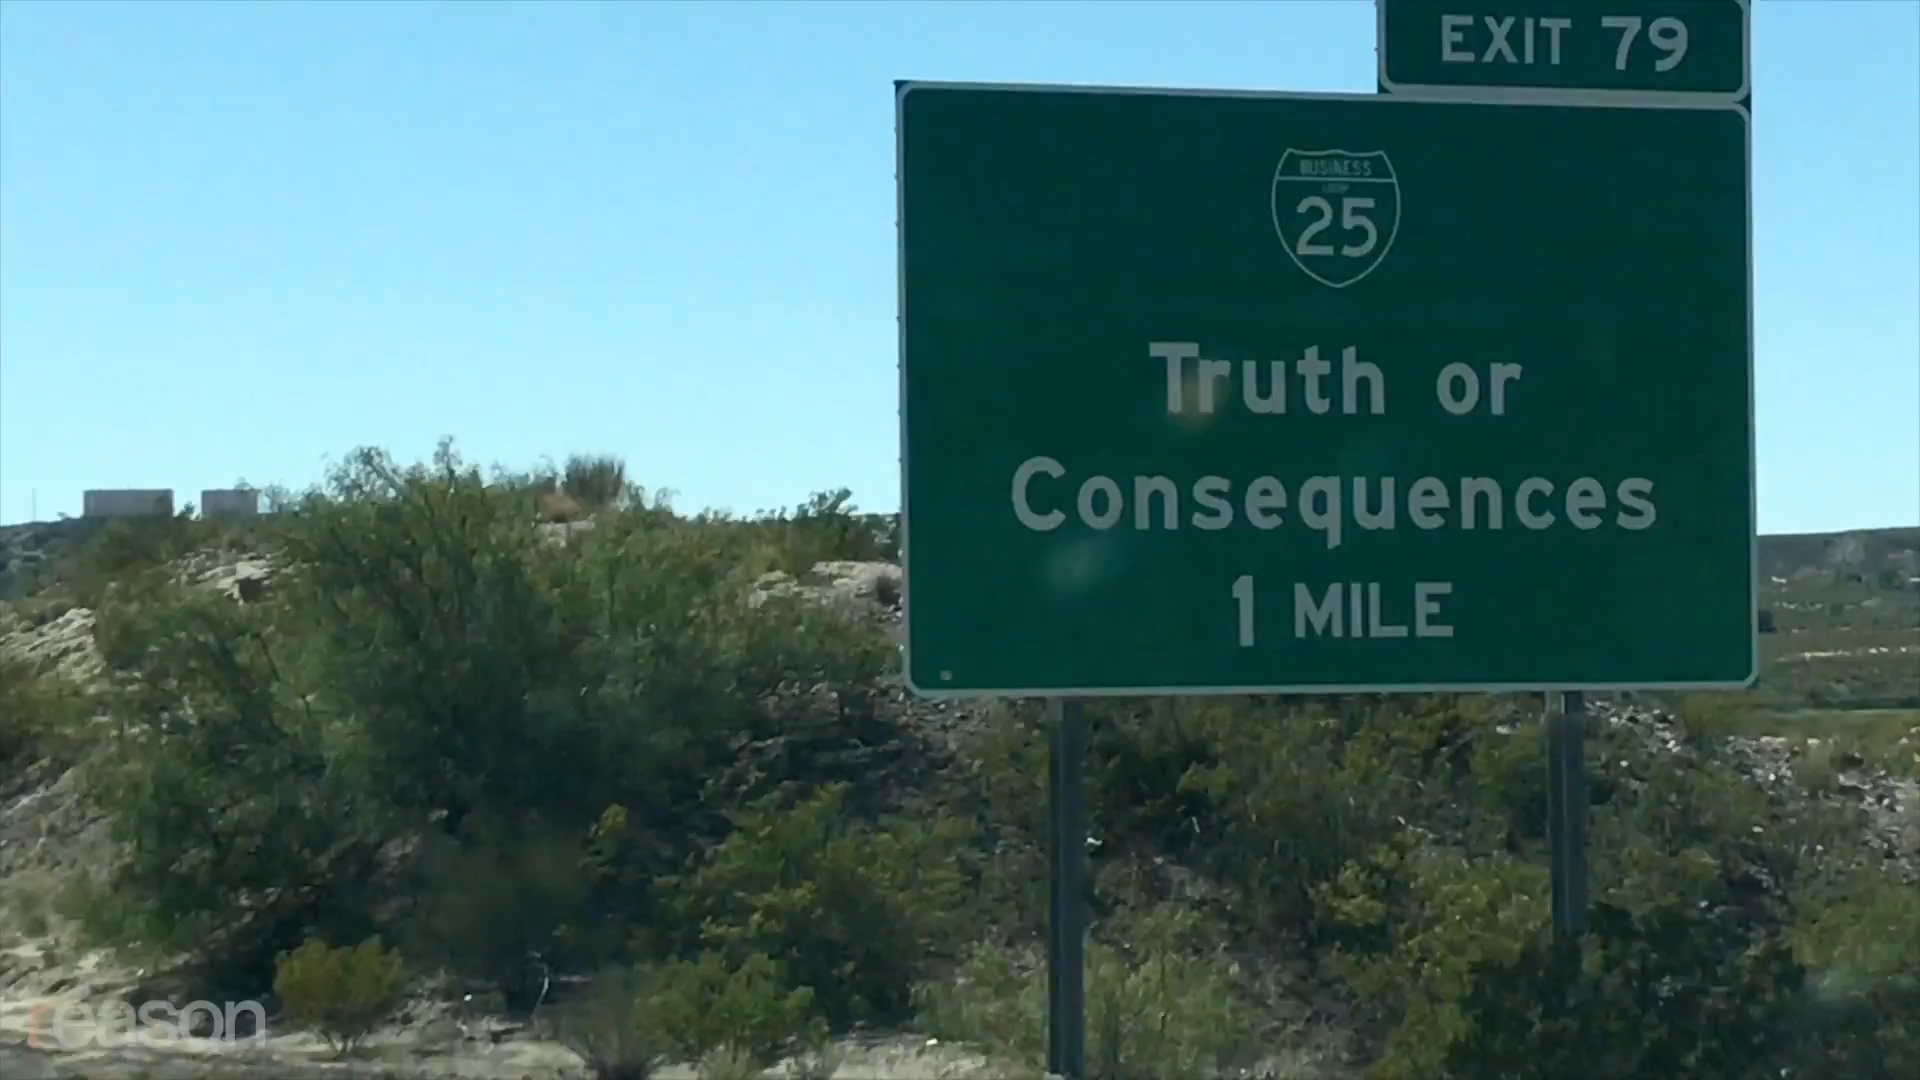 EXIT 79
BUSINESS
LOOP
25
Truth or
Consequences
1 MILE
reason